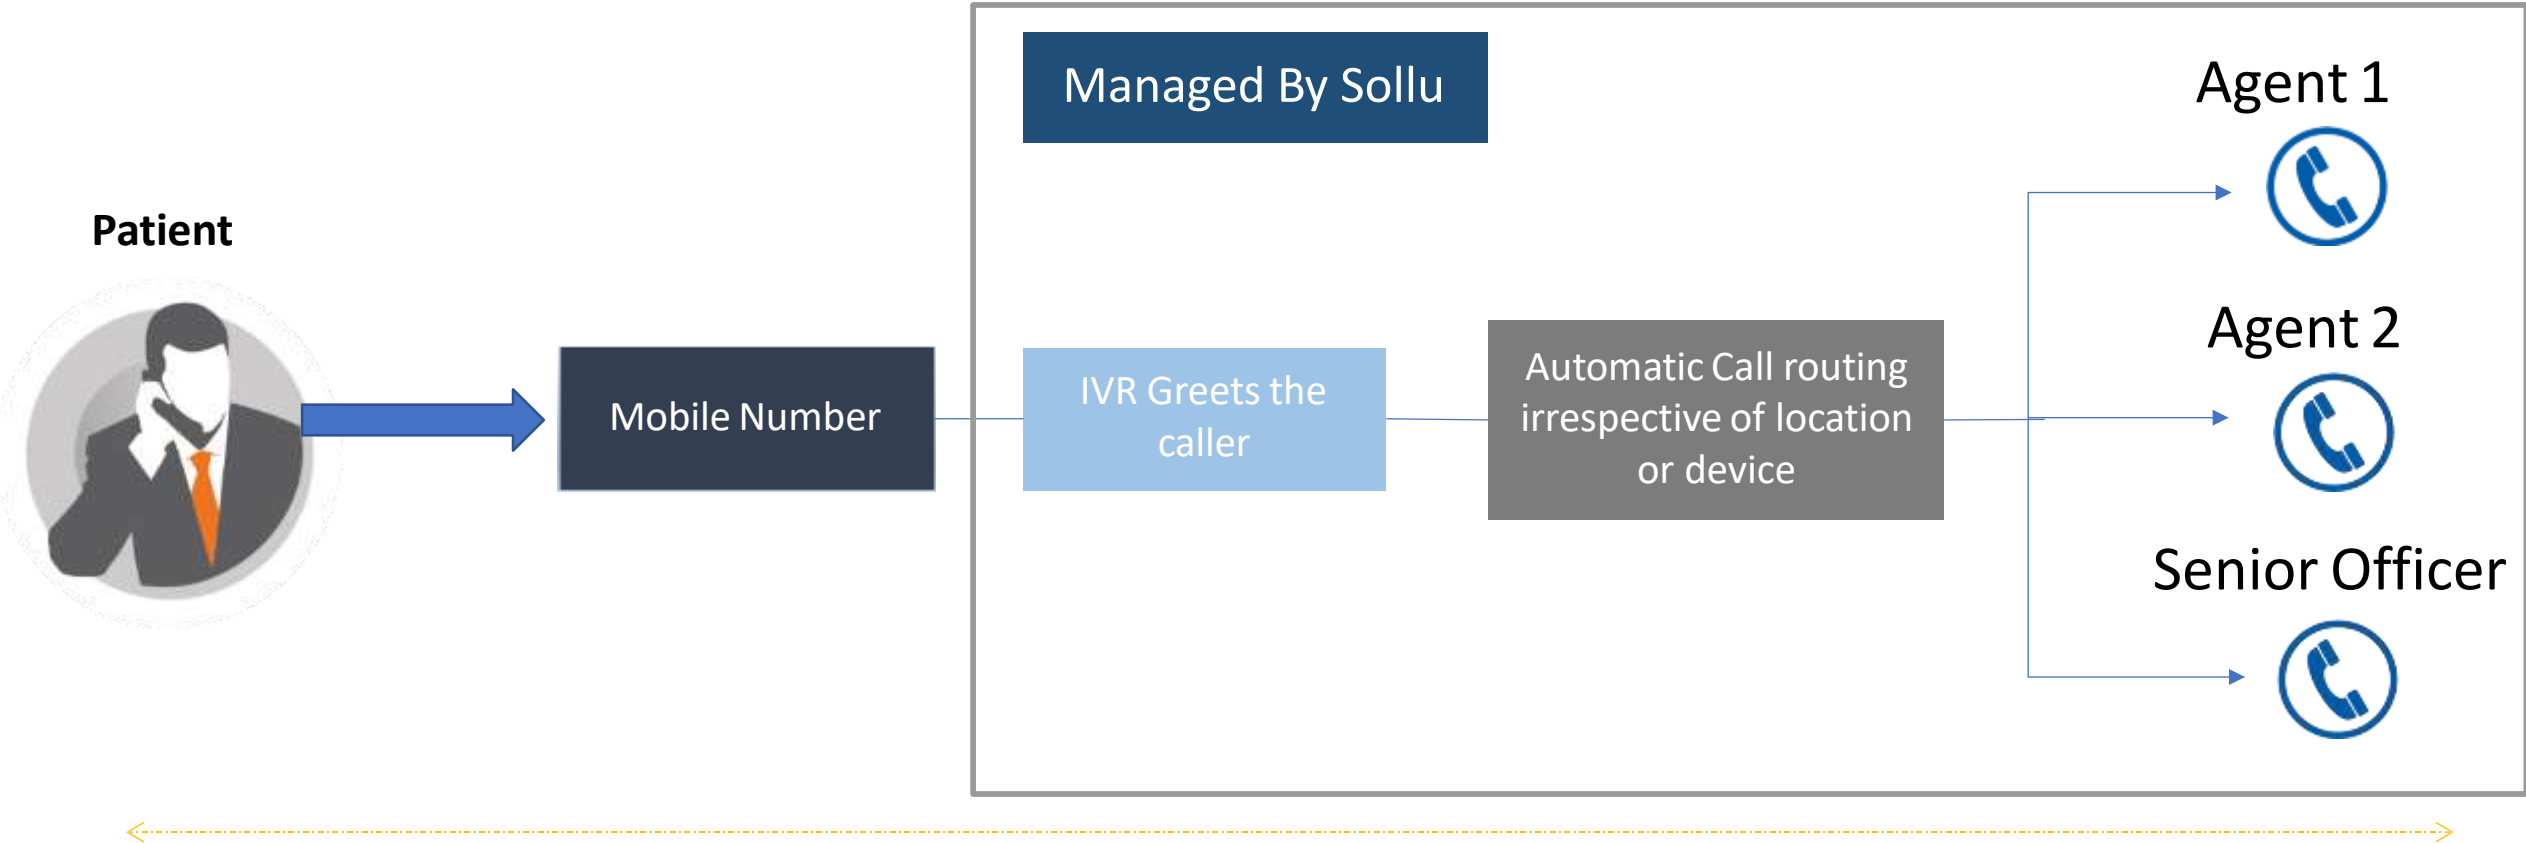 Managed By Sollu
Agent 1
Patient
Agent 2
Mobile Number
IVR Greets the
caller
Automatic Call routing
irrespective of location
or device
Senior Officer